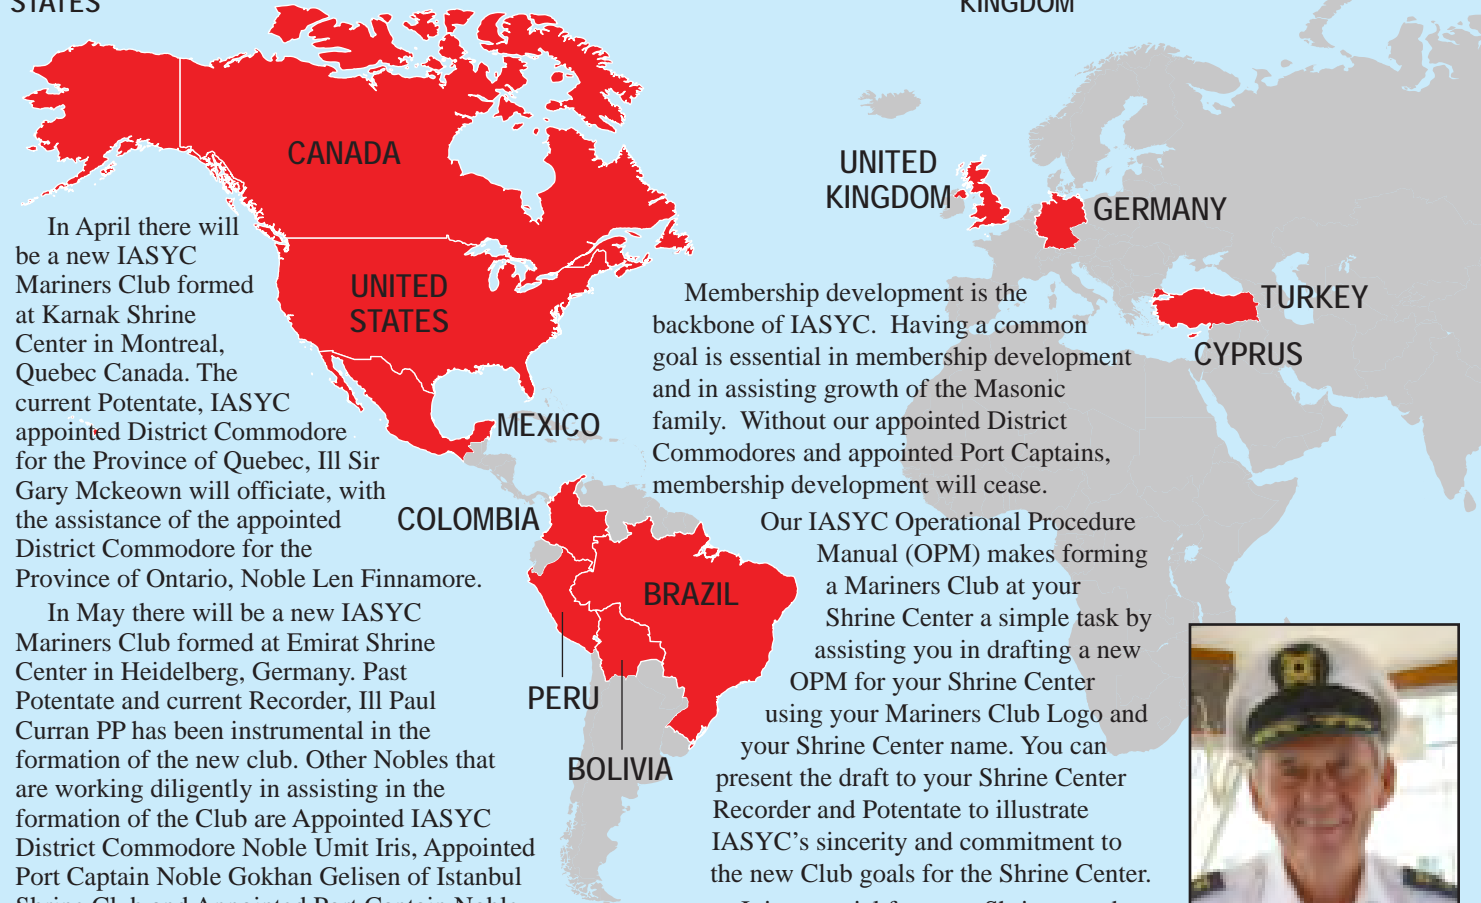 STATES
KINGDOM
CANADA
UNITED
KINGDOM
GERMANY
UNITED
STATES
TURKEY
CYPRUS
MEXICO
COLOMBIA
BRAZIL
PERU
BOLIVIA
In April there will
be a new IASYC
Mariners Club formed
at Karnak Shrine
Center in Montreal,
Quebec Canada. The
current Potentate, IASYC
appointed District Commodore
for the Province of Quebec, Ill Sir
Gary Mckeown will officiate, with
the assistance of the appointed
District Commodore for the
Province of Ontario, Noble Len Finnamore.
In May there will be a new IASYC
Mariners Club formed at Emirat Shrine
Center in Heidelberg, Germany. Past
Potentate and current Recorder, Ill Paul
Curran PP has been instrumental in the
formation of the new club. Other Nobles that
are working diligently in assisting in the
formation of the Club are Appointed IASYC
District Commodore Noble Umit Iris, Appointed
Port Captain Noble Gokhan Gelisen of Istanbul
Shrine Club and Appointed Port Captain Noble
Membership development is the
backbone of IASYC. Having a common
goal is essential in membership development
and in assisting growth of the Masonic
family. Without our appointed District
Commodores and appointed Port Captains,
membership development will cease.
Our IASYC Operational Procedure
Manual (OPM) makes forming
a Mariners Club at your
Shrine Center a simple task by
assisting you in drafting a new
OPM for your Shrine Center
using your Mariners Club Logo and
your Shrine Center name. You can
present the draft to your Shrine Center
Recorder and Potentate to illustrate
IASYC's sincerity and commitment to
the new Club goals for the Shrine Center.